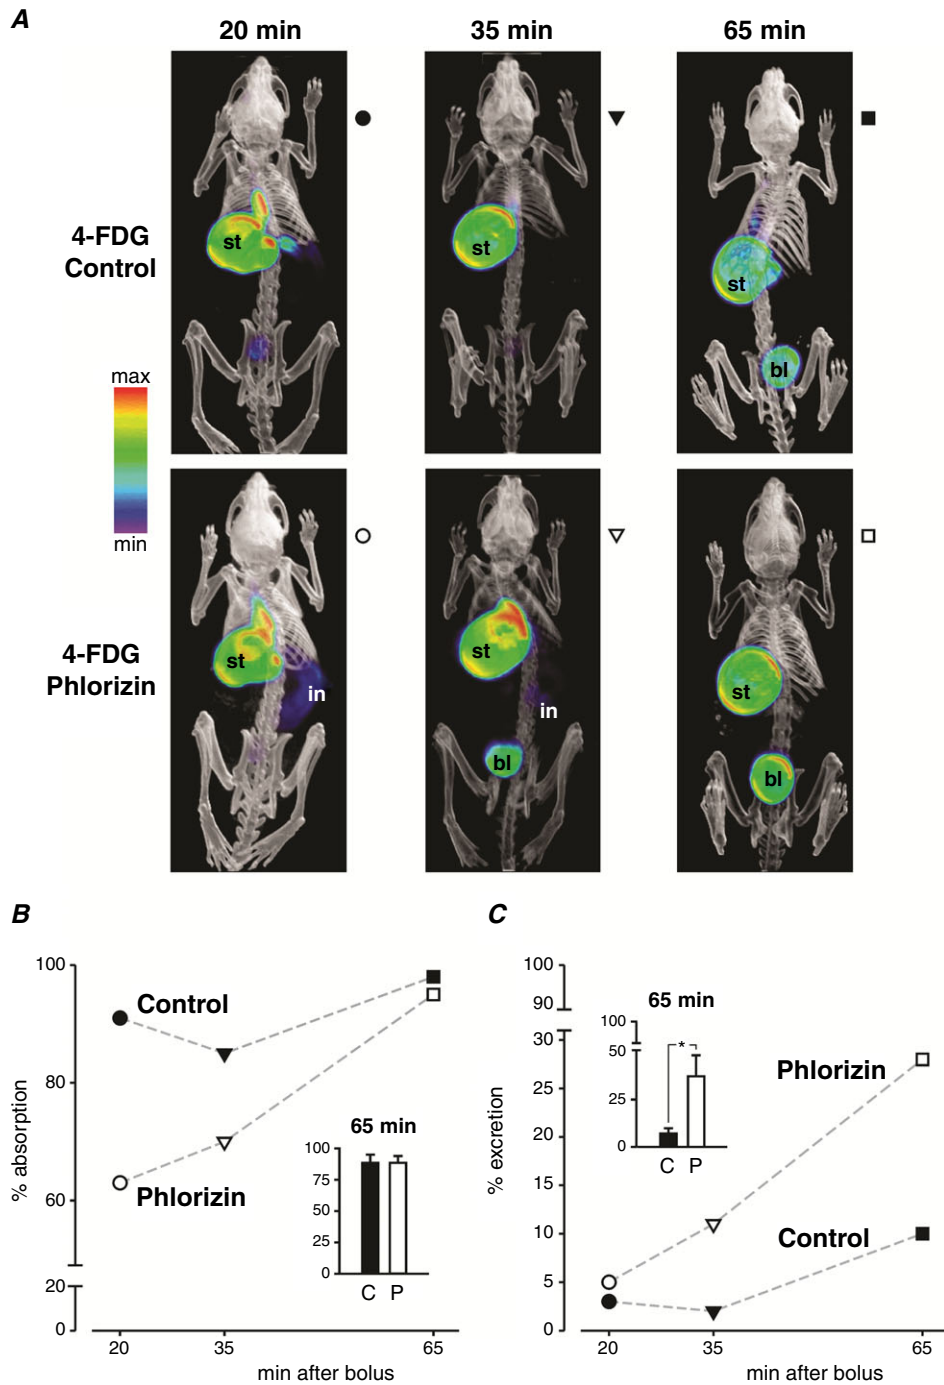 A
20 min
35 min
65 min
4-FDG
Control
st
st
st
bl
max
min
4-FDG
Phlorizin
st
in
st
in
bl
st
bl
B
C
% absorption
100
80
60
20
0
Control
Phlorizin
65 min
100
75
50
25
0
C P
20 35 65
min after bolus
% excretion
100
90
30
25
20
15
10
5
0
65 min
100
50
25
0
*
C P
Phlorizin
Control
20 35 65
min after bolus